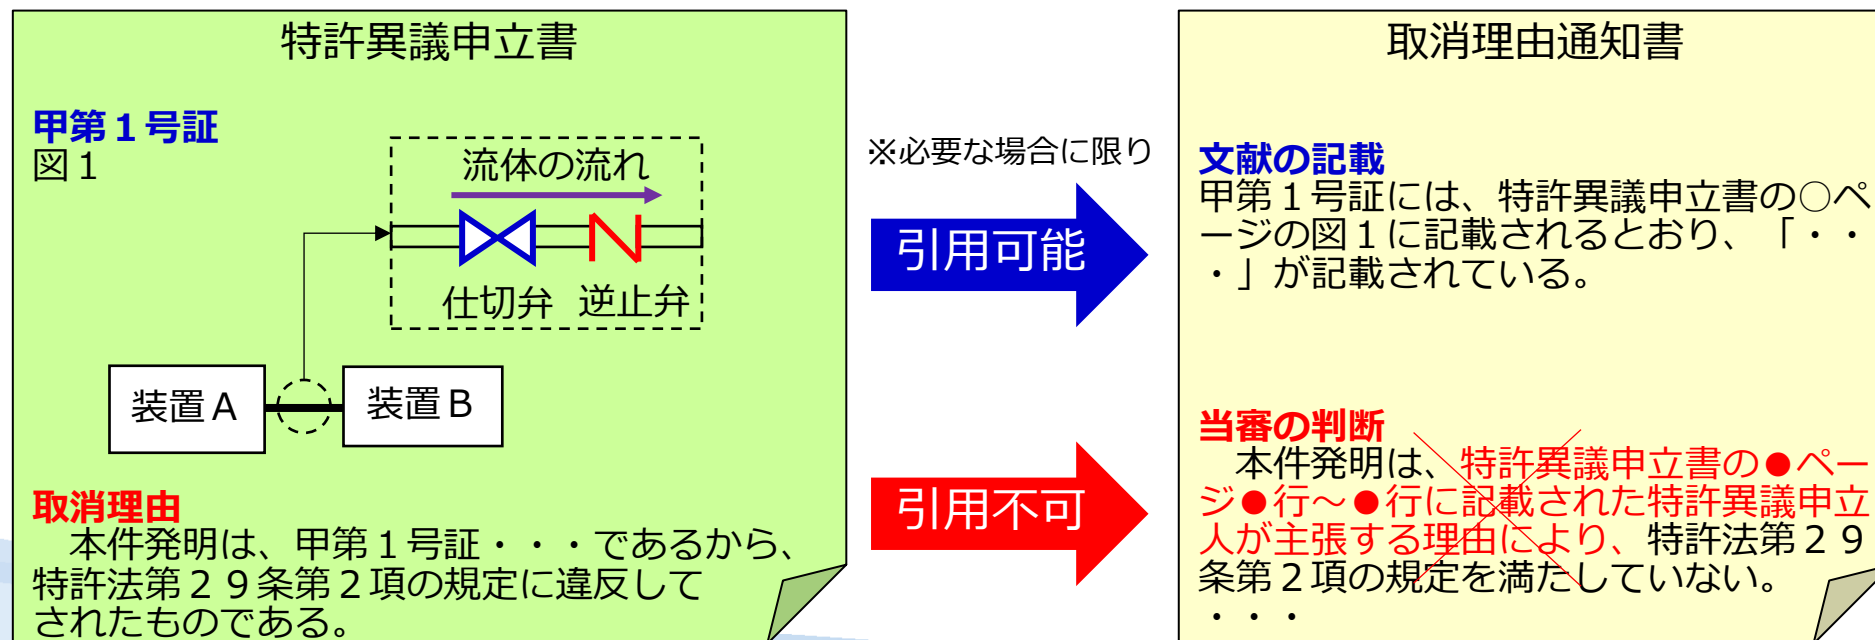 特許異議申立書
甲第１号証
図１
流体の流れ
仕切弁 逆止弁
装置Ａ
装置Ｂ
取消理由
　本件発明は、甲第１号証・・・であるから、
特許法第２９条第２項の規定に違反して
されたものである。
※必要な場合に限り
引用可能
引用不可
取消理由通知書
文献の記載
甲第１号証には、特許異議申立書の○ペ
ージの図１に記載されるとおり、「・・
・」が記載されている。
当審の判断
　本件発明は、特許異議申立書の●ペー
ジ●行～●行に記載された特許異議申立
人が主張する理由により、特許法第２９
条第２項の規定を満たしていない。
・・・